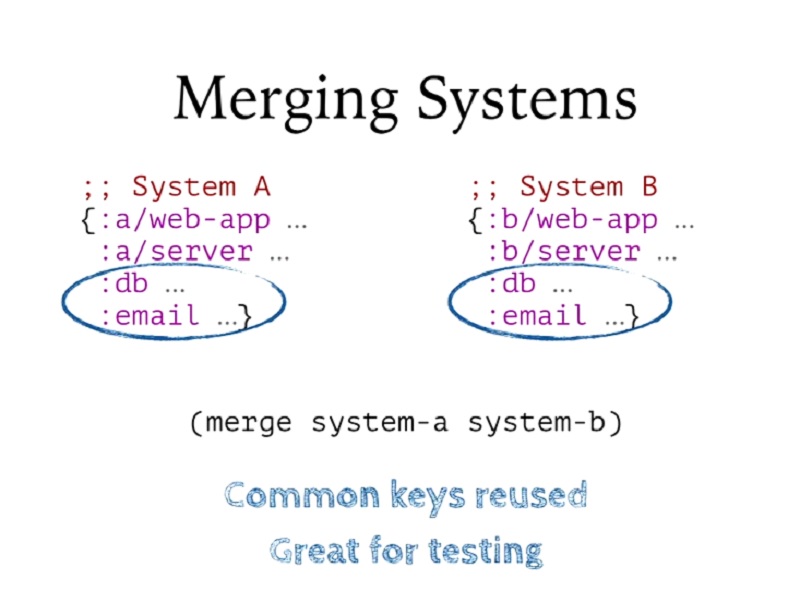 Merging Systems
;; System A
{:a/web-app ...
:a/server ...
:db ...
:email ...}
;; System B
{:b/web-app ...
:b/server ...
:db ...
:email ...}
(merge system-a system-b)
Common keys reused
Great for testing